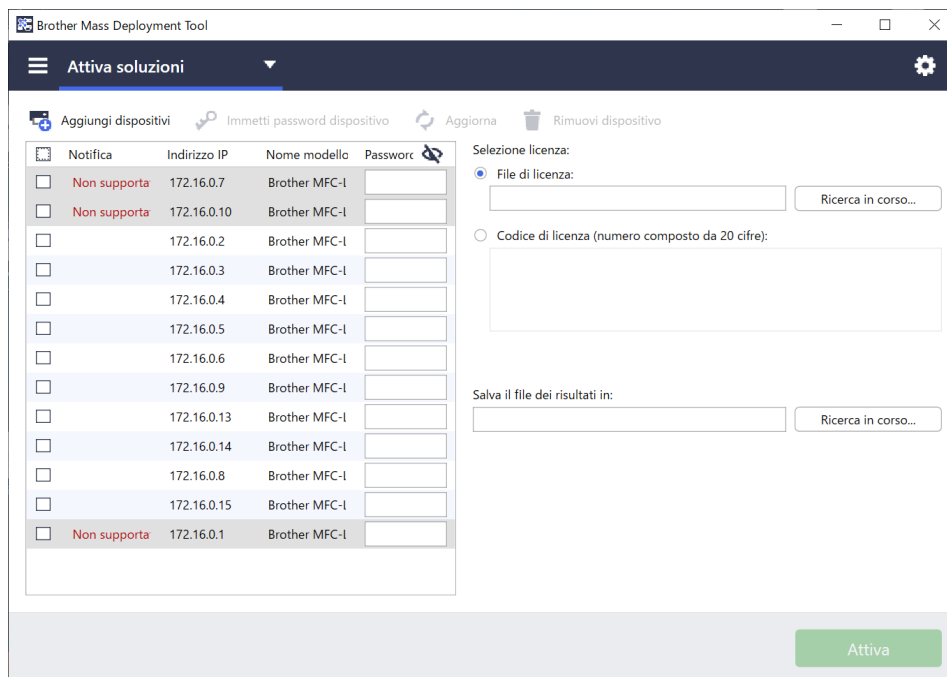 Brother Mass Deployment Tool
Attiva soluzioni
Aggiungi dispositivi Immetti password dispositivo Aggiorna Rimuovi dispositivo
Notifica Indirizzo IP Nome modello Password
Non supporta 172.16.0.7 Brother MFC-L
Non supporta 172.16.0.10 Brother MFC-L
172.16.0.2 Brother MFC-L
172.16.0.3 Brother MFC-L
172.16.0.4 Brother MFC-L
172.16.0.5 Brother MFC-L
172.16.0.6 Brother MFC-L
172.16.0.9 Brother MFC-L
172.16.0.13 Brother MFC-L
172.16.0.14 Brother MFC-L
172.16.0.8 Brother MFC-L
172.16.0.15 Brother MFC-L
Non supporta 172.16.0.1 Brother MFC-L
Selezione licenza:
File di licenza:
Ricerca in corso...
Codice di licenza (numero composto da 20 cifre):
Salva il file dei risultati in:
Ricerca in corso...
Attiva